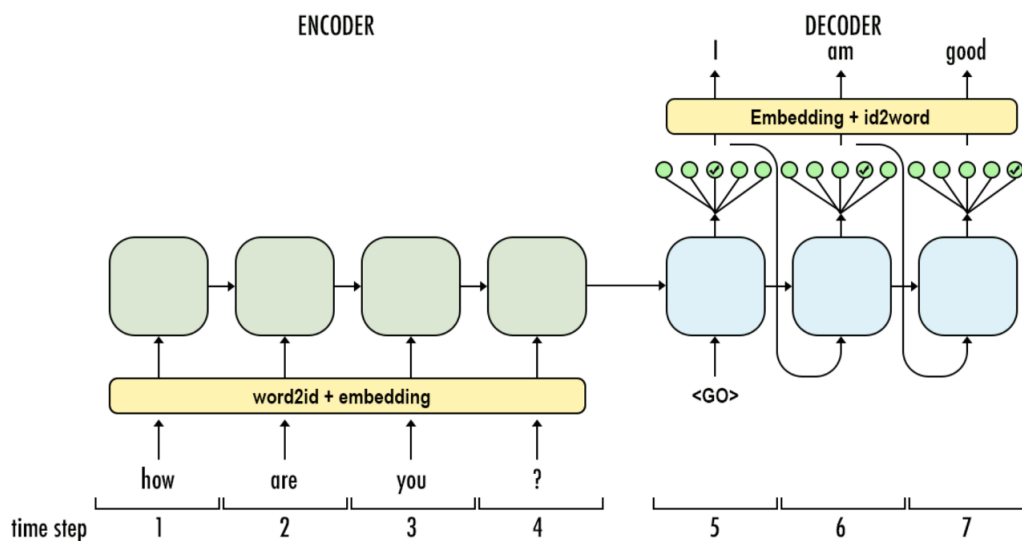 ENCODER
DECODER
I am good
Embedding + id2word
word2id + embedding
<GO>
how are you ?
time step 1 2 3 4 5 6 7